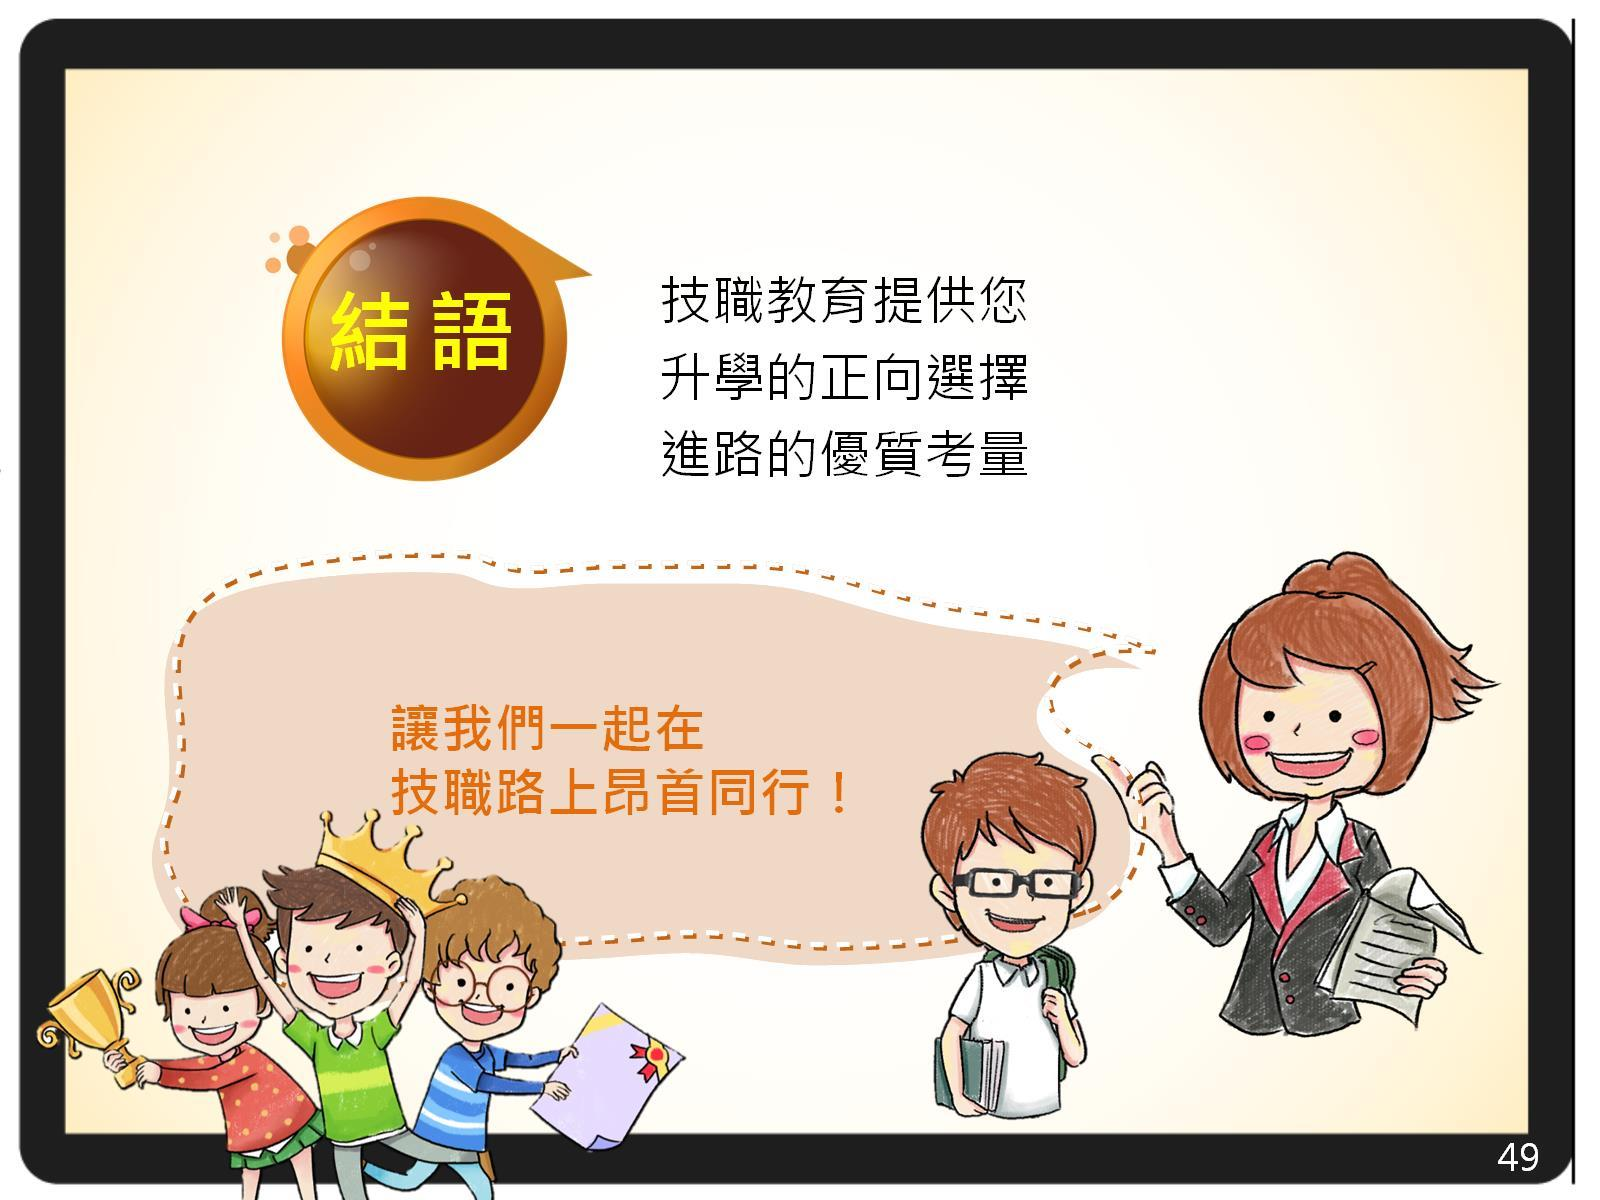 結語
技職教育提供您
升學的正向選擇
進路的優質考量
讓我們一起在
技職路上昂首同行！
49